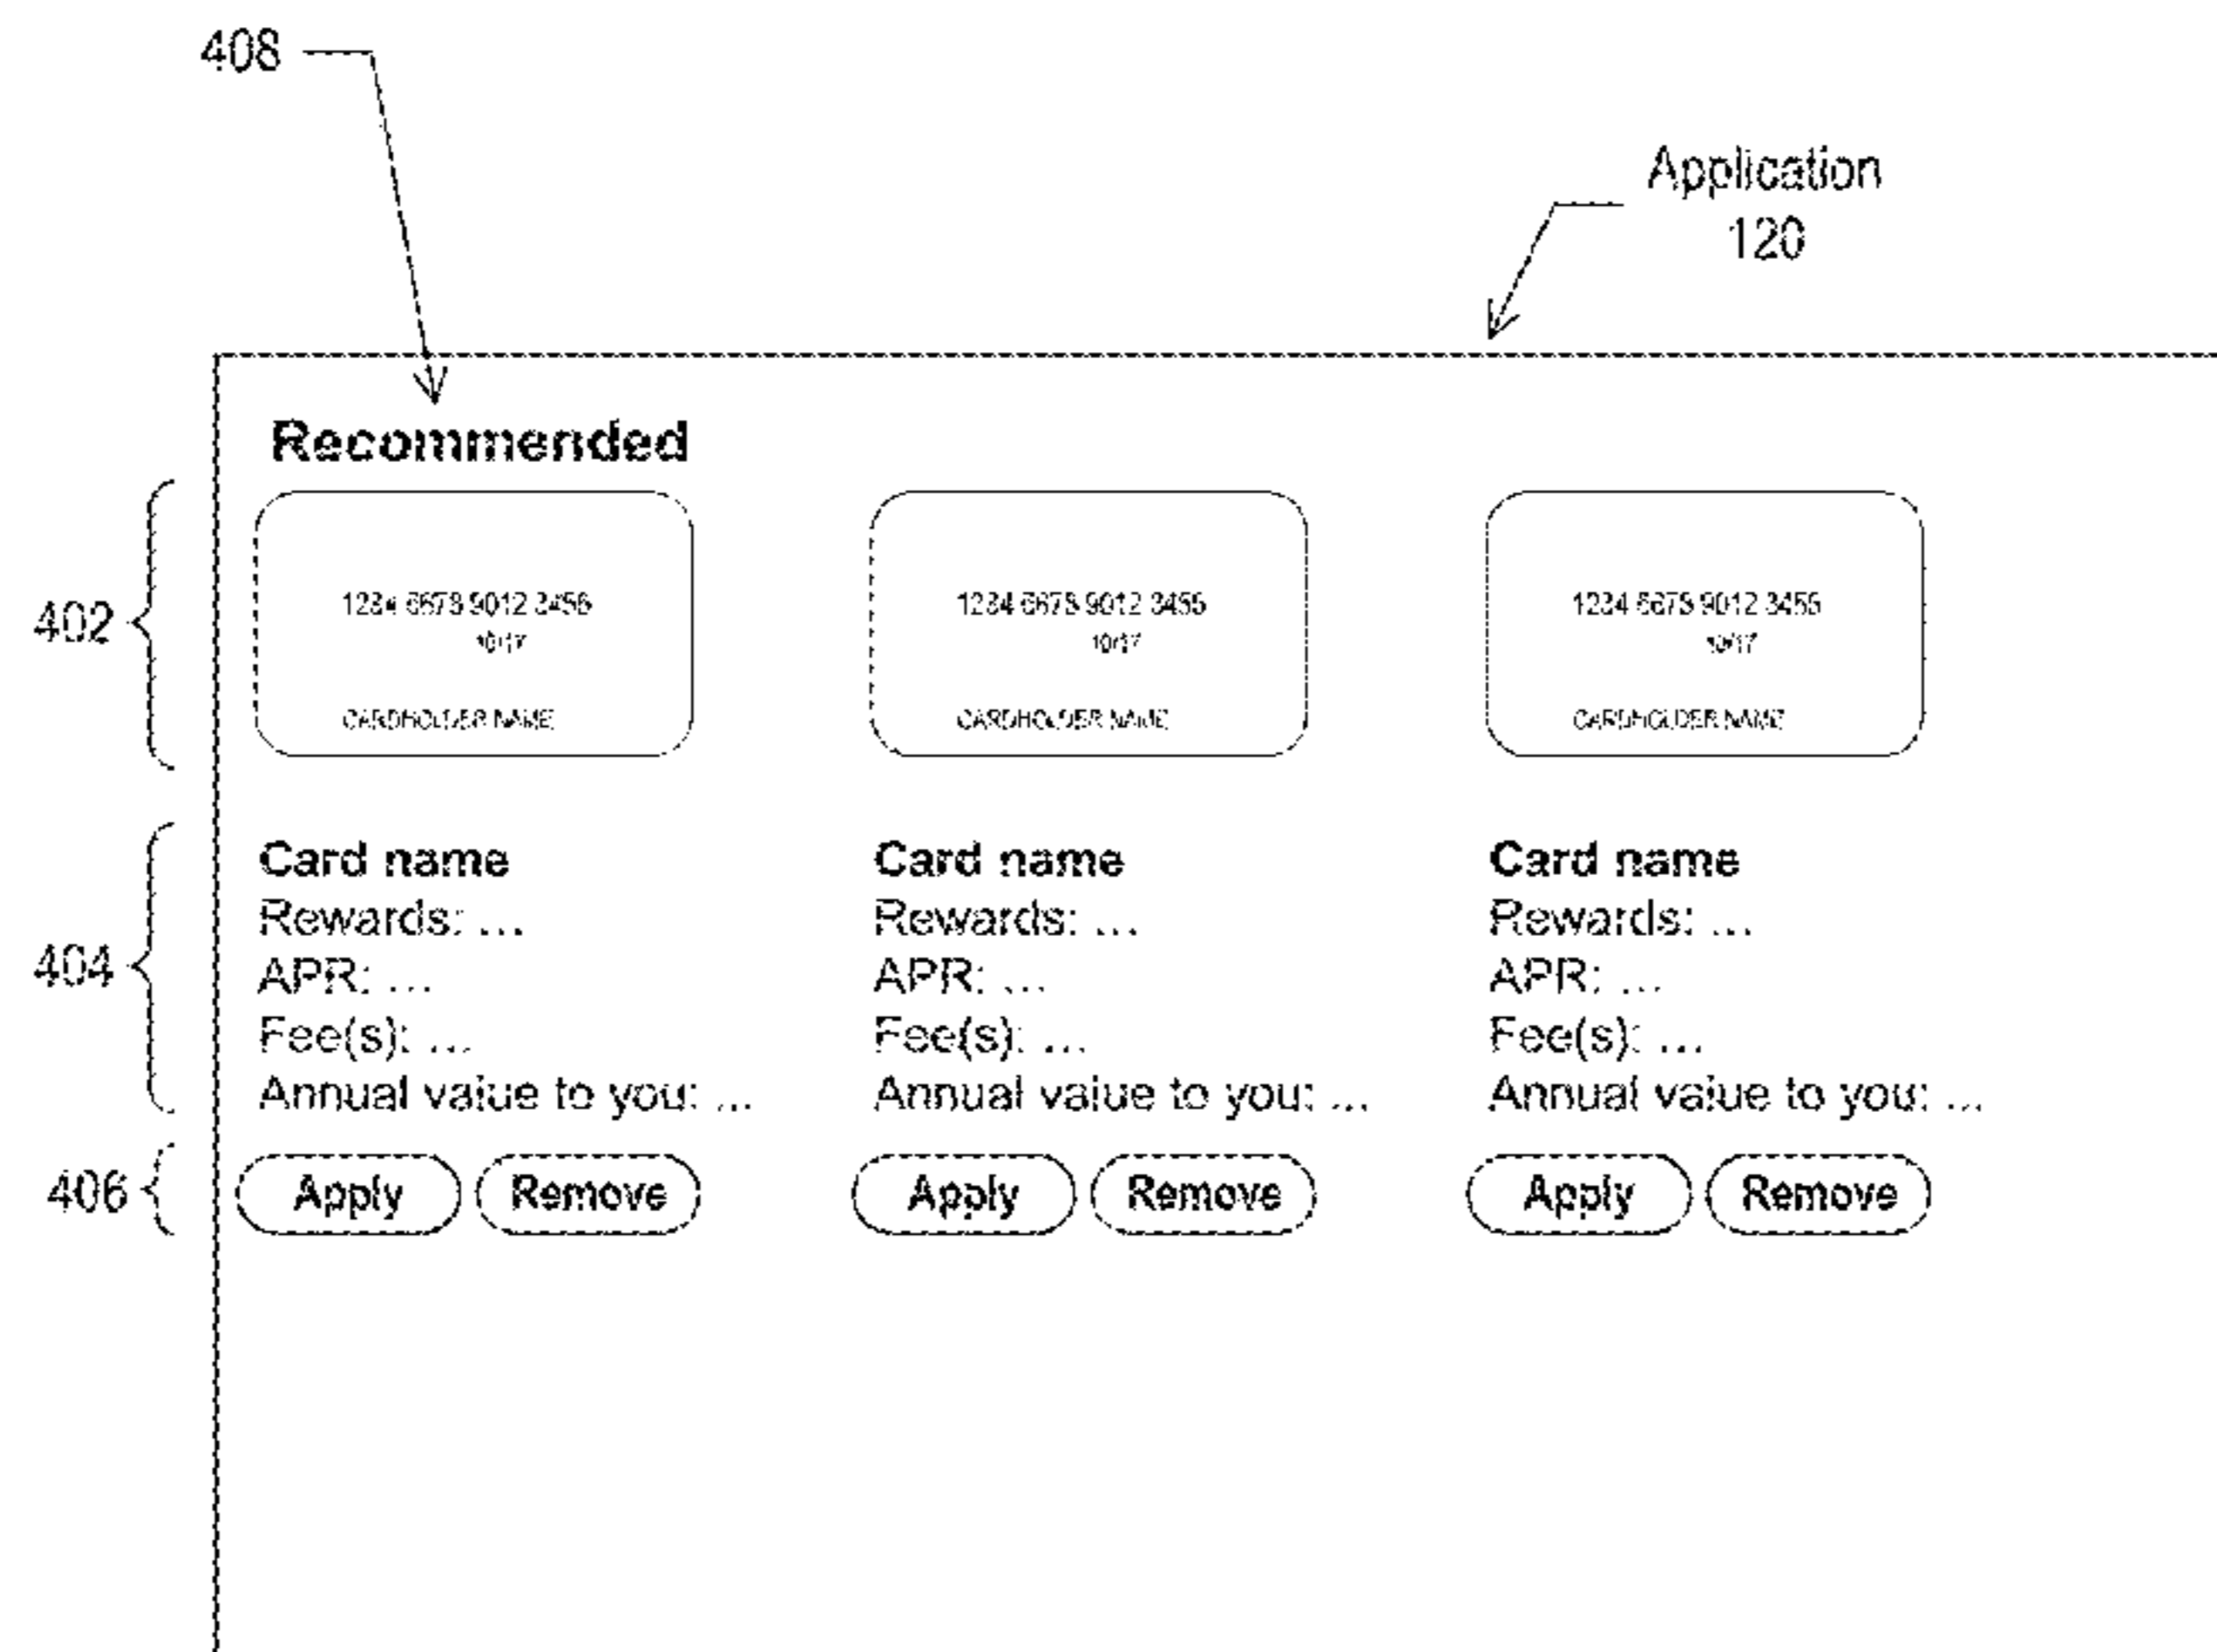 408
Application
120
Recommended
402
1234 5678 9012 3456
1234 5678 9012 3456
1234 5678 9012 3456
10/17
10/17
10/17
CARDHOLDER NAME
CARDHOLDER NAME
CARDHOLDER NAME
404
Card name
Rewards: ...
APR: ...
Fee(s): ...
Annual value to you: ...
Card name
Rewards: ...
APR: ...
Fee(s): ...
Annual value to you: ...
Card name
Rewards: ...
APR: ...
Fee(s): ...
Annual value to you: ...
406
Apply
Remove
Apply
Remove
Apply
Remove